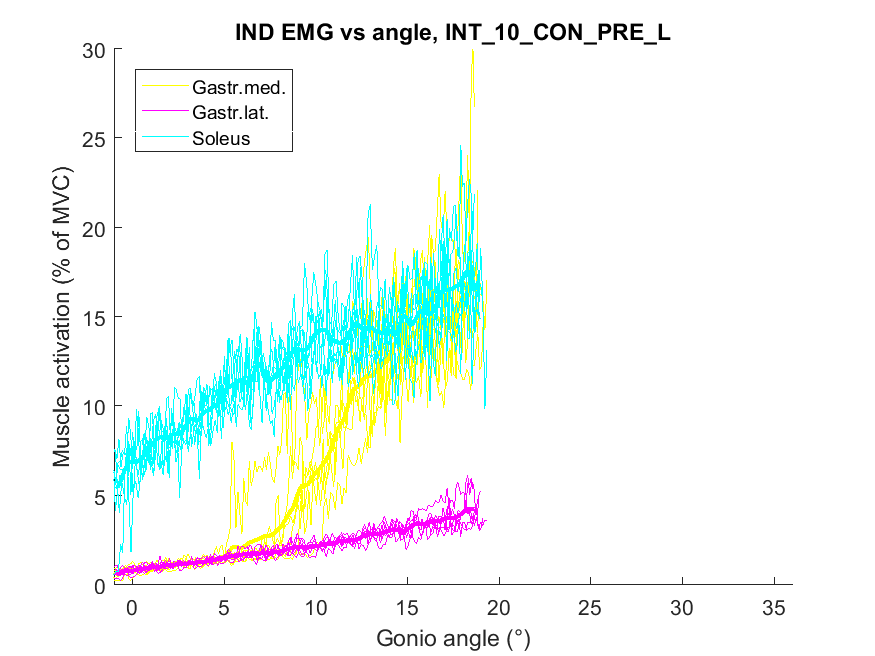 IND EMG vs angle, INT_10_CON_PRE_L
30
25
20
15
10
5
0
Muscle activation (% of MVC)
Gastr.med.
Gastr.lat.
Soleus
0 5 10 15 20 25 30 35
Gonio angle (°)